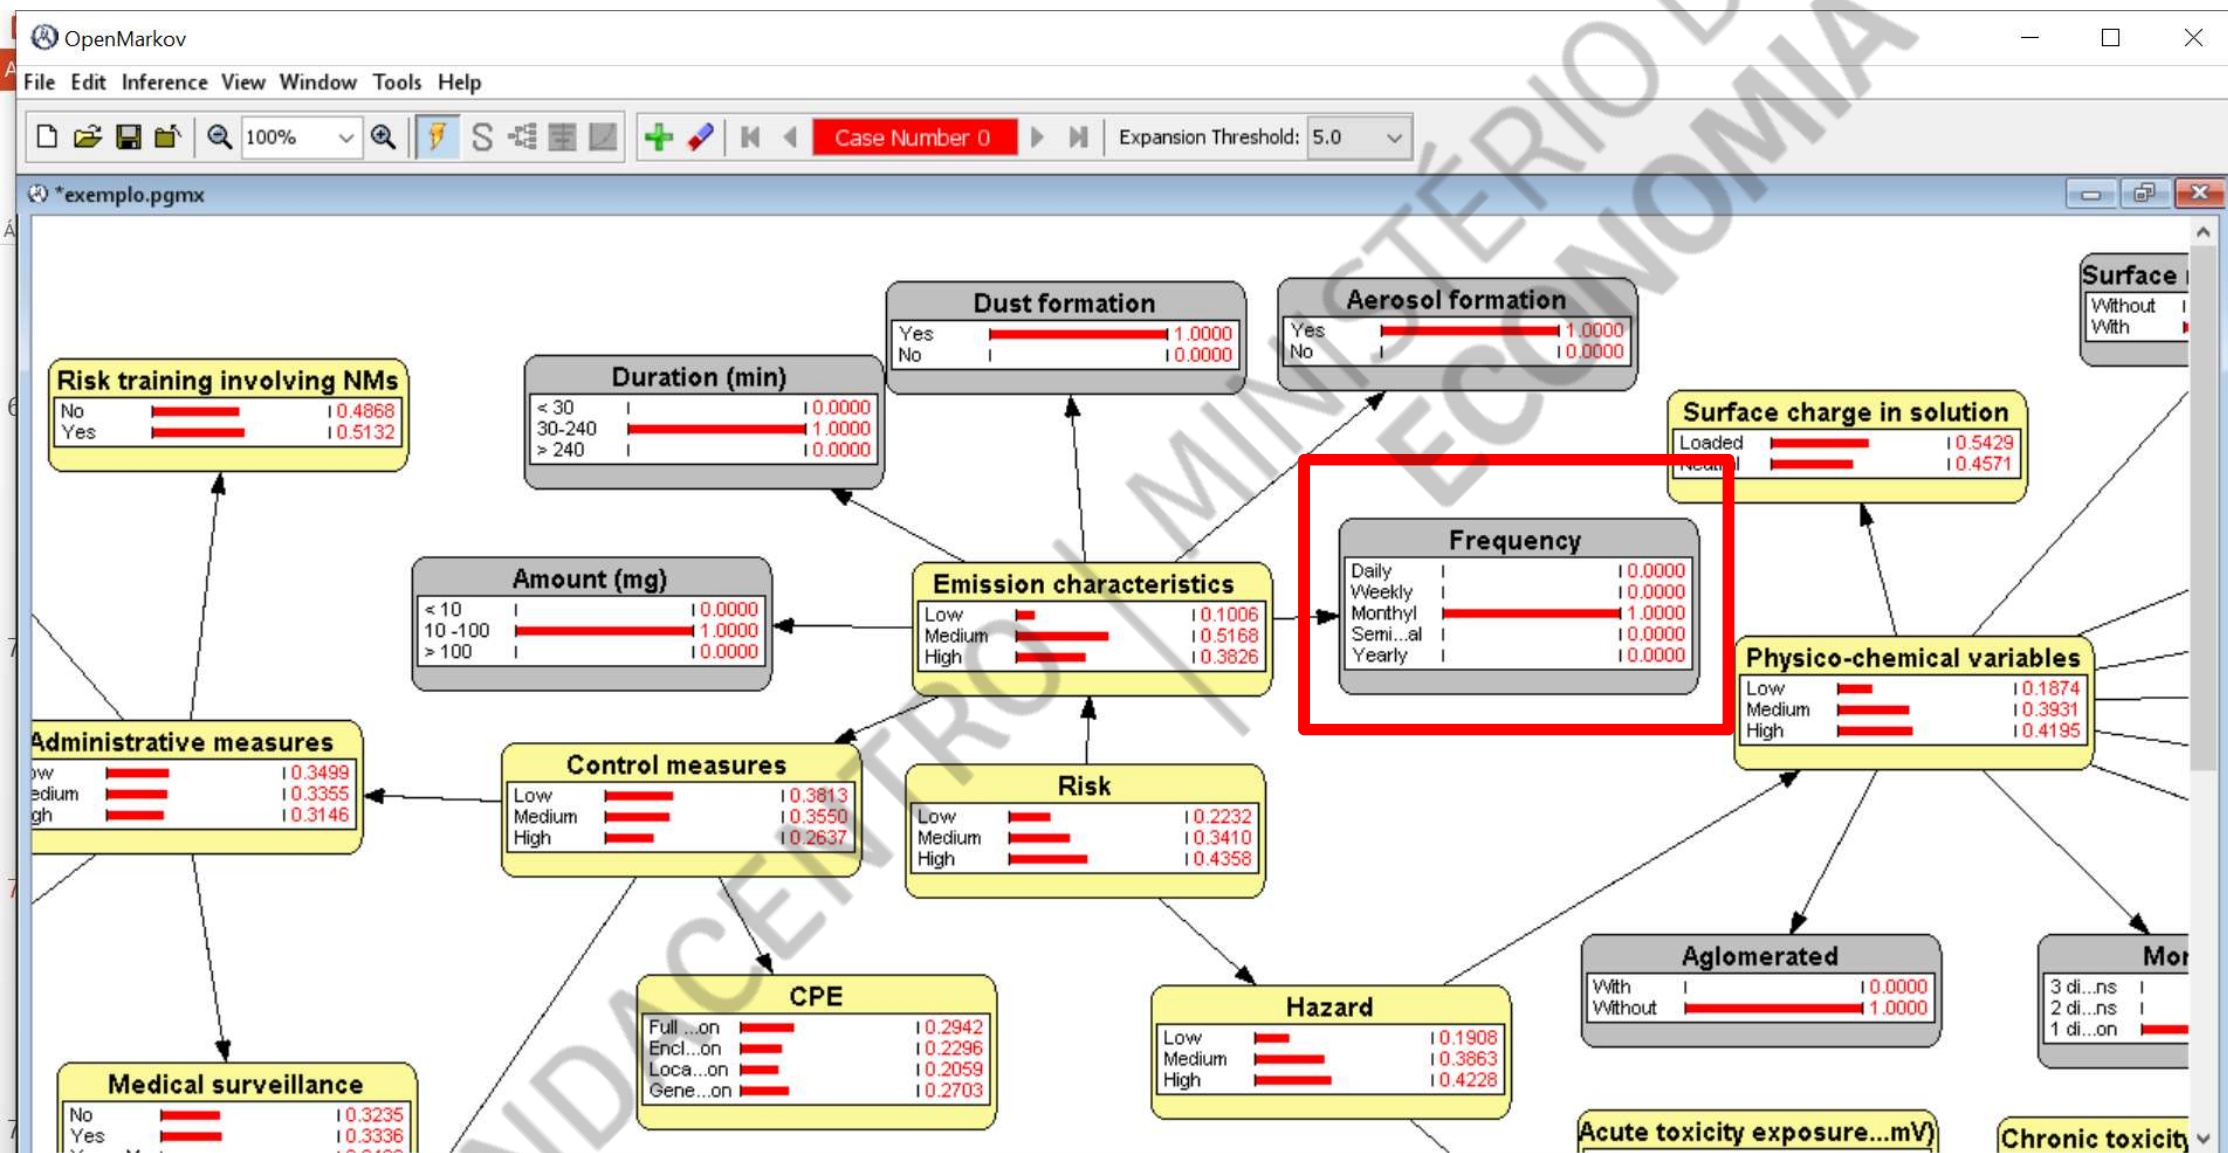 OpenMarkov
File Edit Inference View Window Tools Help
100%
S
Case Number 0
Expansion Threshold: 5.0
*exemplo.pgmx
Dust formation
Yes 1.0000
No 0.0000
Aerosol formation
Yes 1.0000
No 0.0000
Surface
Without
With
Risk training involving NMs
No 0.4868
Yes 0.5132
Duration (min)
< 30 0.0000
30-240 1.0000
> 240 0.0000
Surface charge in solution
Loaded 0.5429
Neutral 0.4571
Amount (mg)
< 10 0.0000
10 -100 1.0000
> 100 0.0000
Emission characteristics
Low 0.1006
Medium 0.5168
High 0.3826
Frequency
Daily 0.0000
Weekly 0.0000
Monthyl 1.0000
Semi...al 0.0000
Yearly 0.0000
Physico-chemical variables
Low 0.1874
Medium 0.3931
High 0.4195
Administrative measures
ow 0.3499
edium 0.3355
gh 0.3146
Control measures
Low 0.3813
Medium 0.3550
High 0.2637
Risk
Low 0.2232
Medium 0.3410
High 0.4358
CPE
Full ...on 0.2942
Encl...on 0.2296
Loca...on 0.2059
Gene...on 0.2703
Hazard
Low 0.1908
Medium 0.3863
High 0.4228
Aglomerated
With 0.0000
Without 1.0000
Mor
3 di...ns
2 di...ns
1 di...on
Medical surveillance
No 0.3235
Yes 0.3336
Acute toxicity exposure...mV)
Chronic toxicity
NDACENTRO | MINISTÉRIO D
ECONOMIA